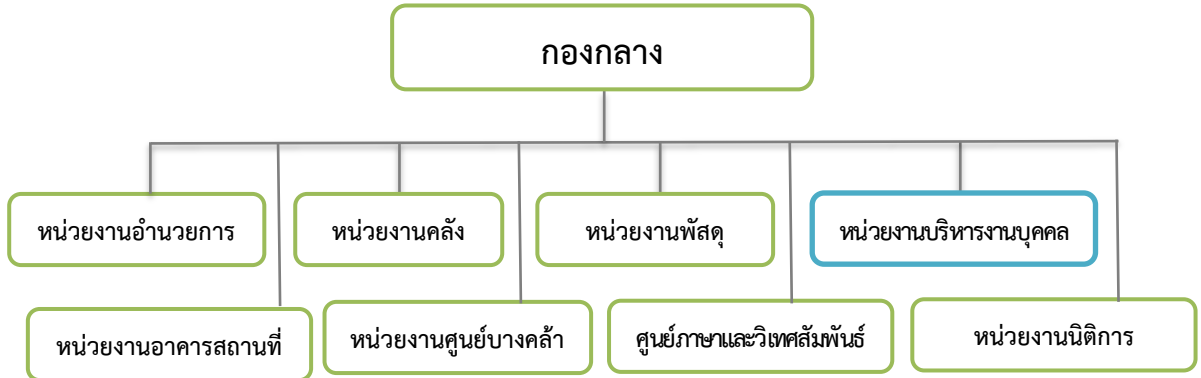 กองกลาง
หน่วยงานอำนวยการ
หน่วยงานคลัง
หน่วยงานพัสดุ
หน่วยงานบริหารงานบุคคล
หน่วยงานอาคารสถานที่
หน่วยงานศูนย์บางคล้า
ศูนย์ภาษาและวิเทศสัมพันธ์
หน่วยงานนิติการ